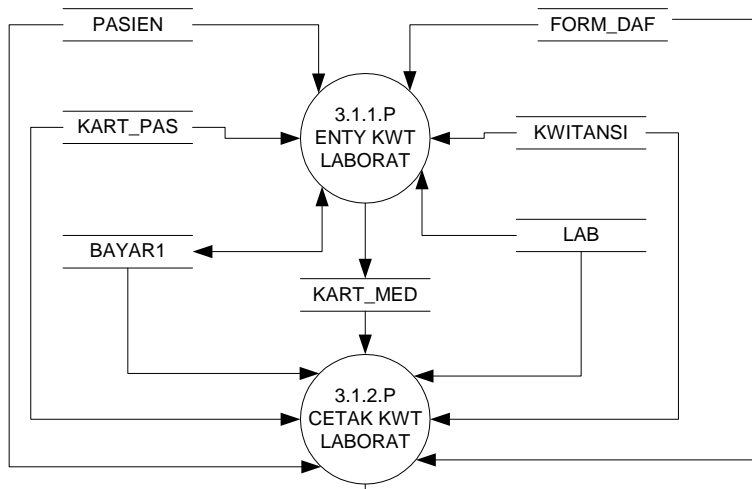 PASIEN
FORM_DAF
3.1.1.P
ENTY KWT
LABORAT
KART_PAS
KWITANSI
BAYAR1
LAB
KART_MED
3.1.2.P
CETAK KWT
LABORAT